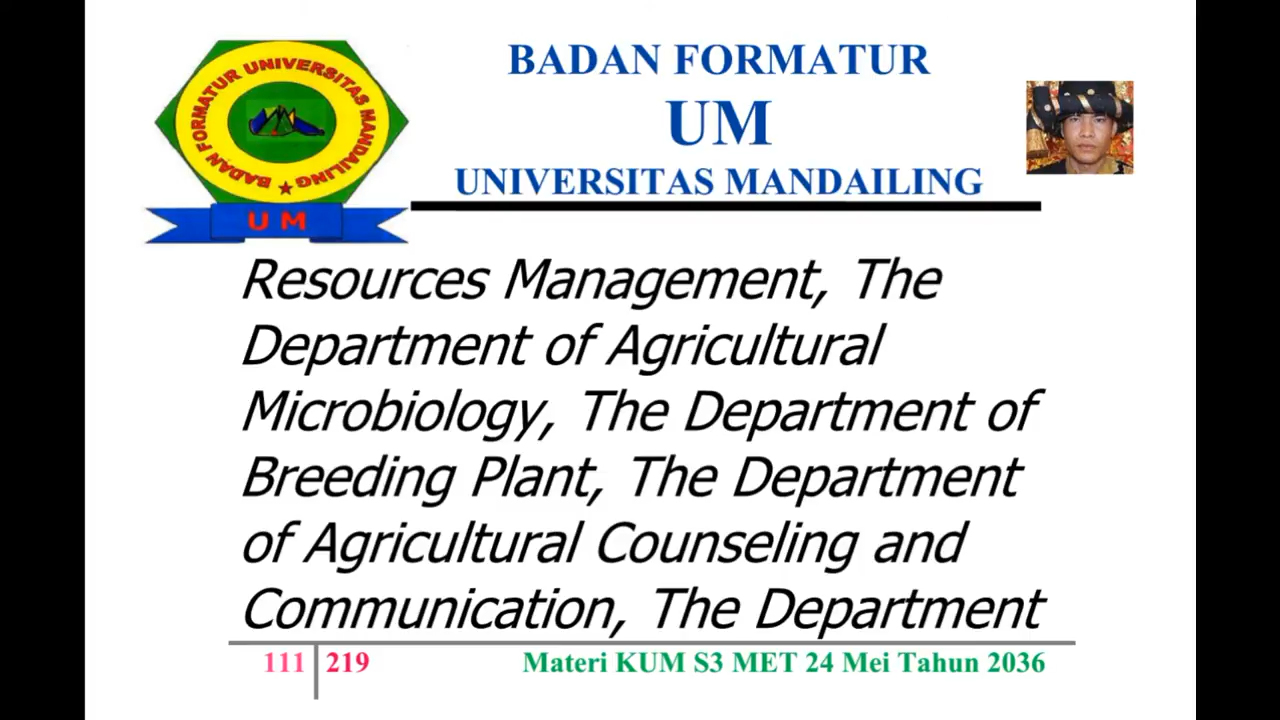 BADAN FORMATUR UNIVERSITAS MANDAILING
U M
BADAN FORMATUR
UM
UNIVERSITAS MANDAILING
Resources Management, The
Department of Agricultural
Microbiology, The Department of
Breeding Plant, The Department
of Agricultural Counseling and
Communication, The Department
111 219
Materi KUM S3 MET 24 Mei Tahun 2036